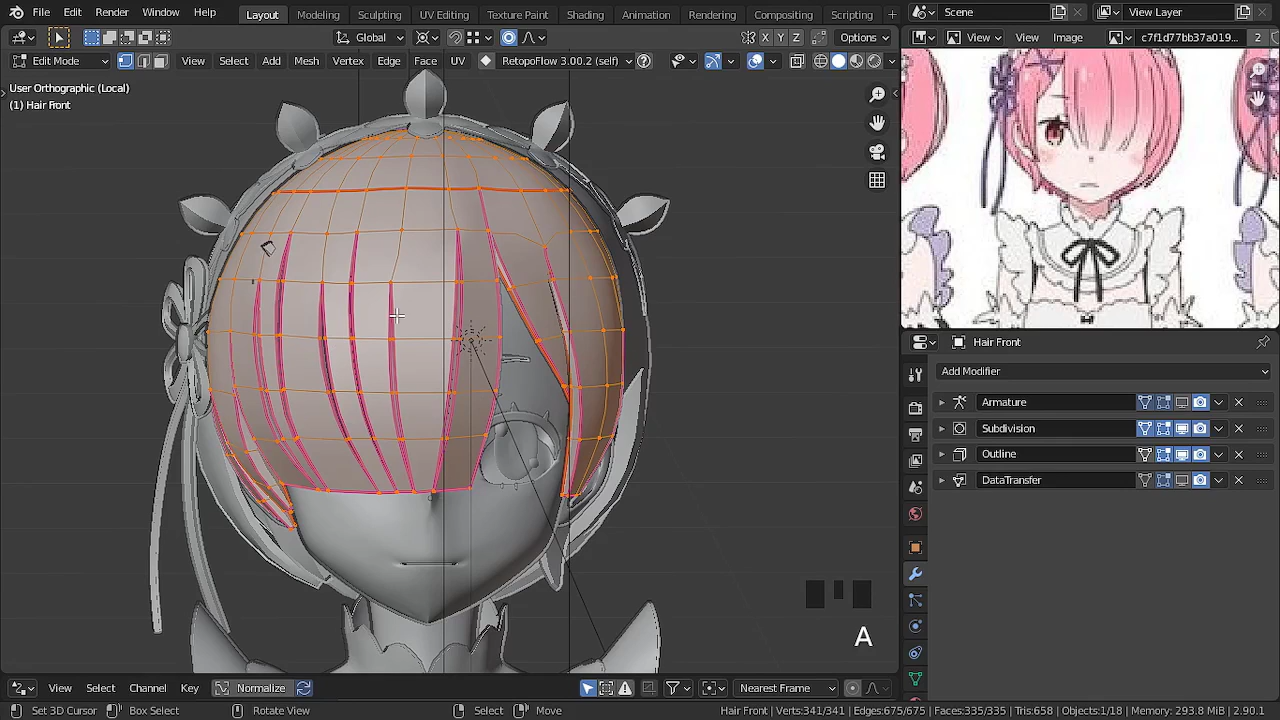 File Edit Render Window Help Layout Modeling Sculpting UV Editing Texture Paint Shading Animation Rendering Compositing Scripting Scene View Layer
Global X Y Z Options View View Image c7f1d77bb37a019... 2
Edit Mode View Select Add Mesh Vertex Edge Face UV RetopoFlow 3.00.2 (self)
User Orthographic (Local)
(1) Hair Front
Hair Front
Add Modifier
Armature
Subdivision
Outline
DataTransfer
A
View Select Channel Key Normalize Nearest Frame
Set 3D Cursor Box Select Rotate View Select Move Hair Front | Verts:341/341 | Edges:675/675 | Faces:335/335 | Tris:658 | Objects:1/18 | Memory: 293.8 MiB | 2.90.1